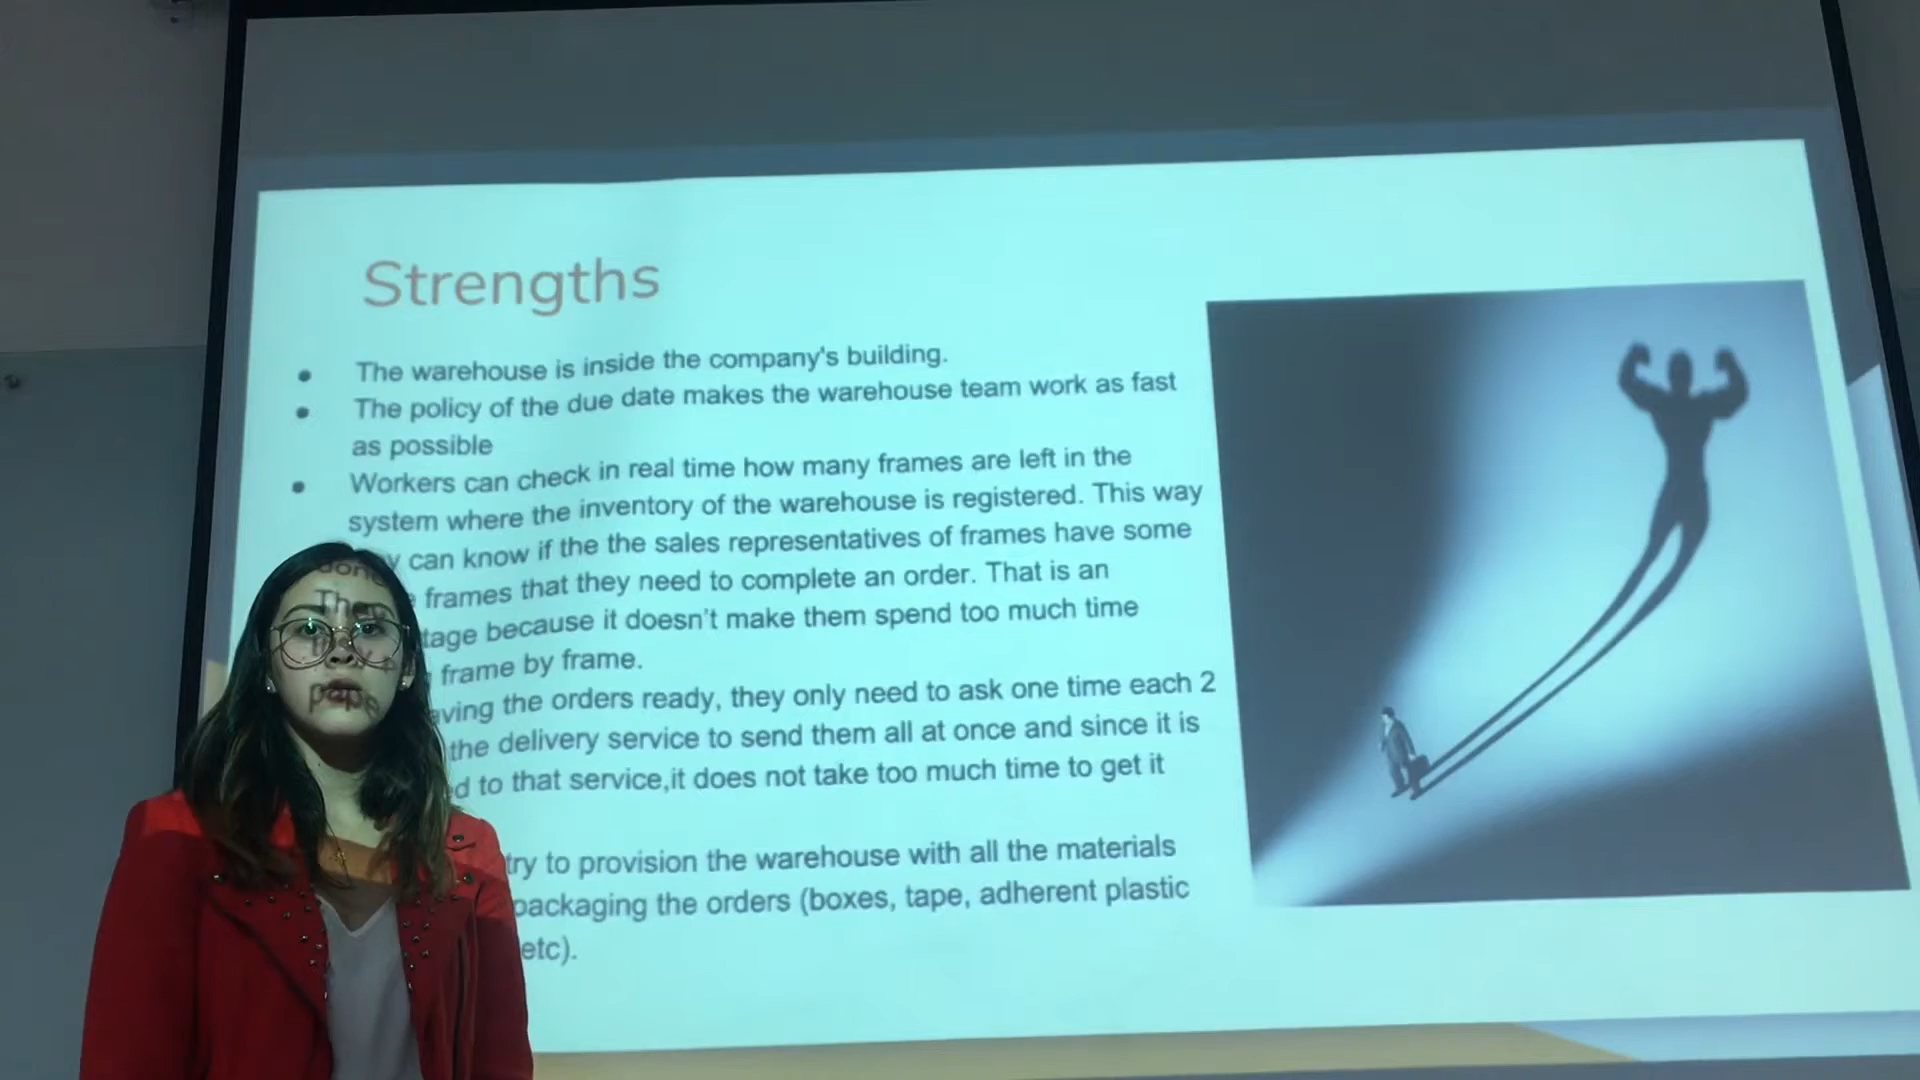 Strengths
• The warehouse is inside the company's building.
• The policy of the due date makes the warehouse team work as fast
as possible
• Workers can check in real time how many frames are left in the
system where the inventory of the warehouse is registered. This way
can know if the the sales representatives of frames have some
done frames that they need to complete an order. That is an
tage because it doesn't make them spend too much time
frame by frame.
ving the orders ready, they only need to ask one time each 2
the delivery service to send them all at once and since it is
d to that service,it does not take too much time to get it
try to provision the warehouse with all the materials
packaging the orders (boxes, tape, adherent plastic
etc).